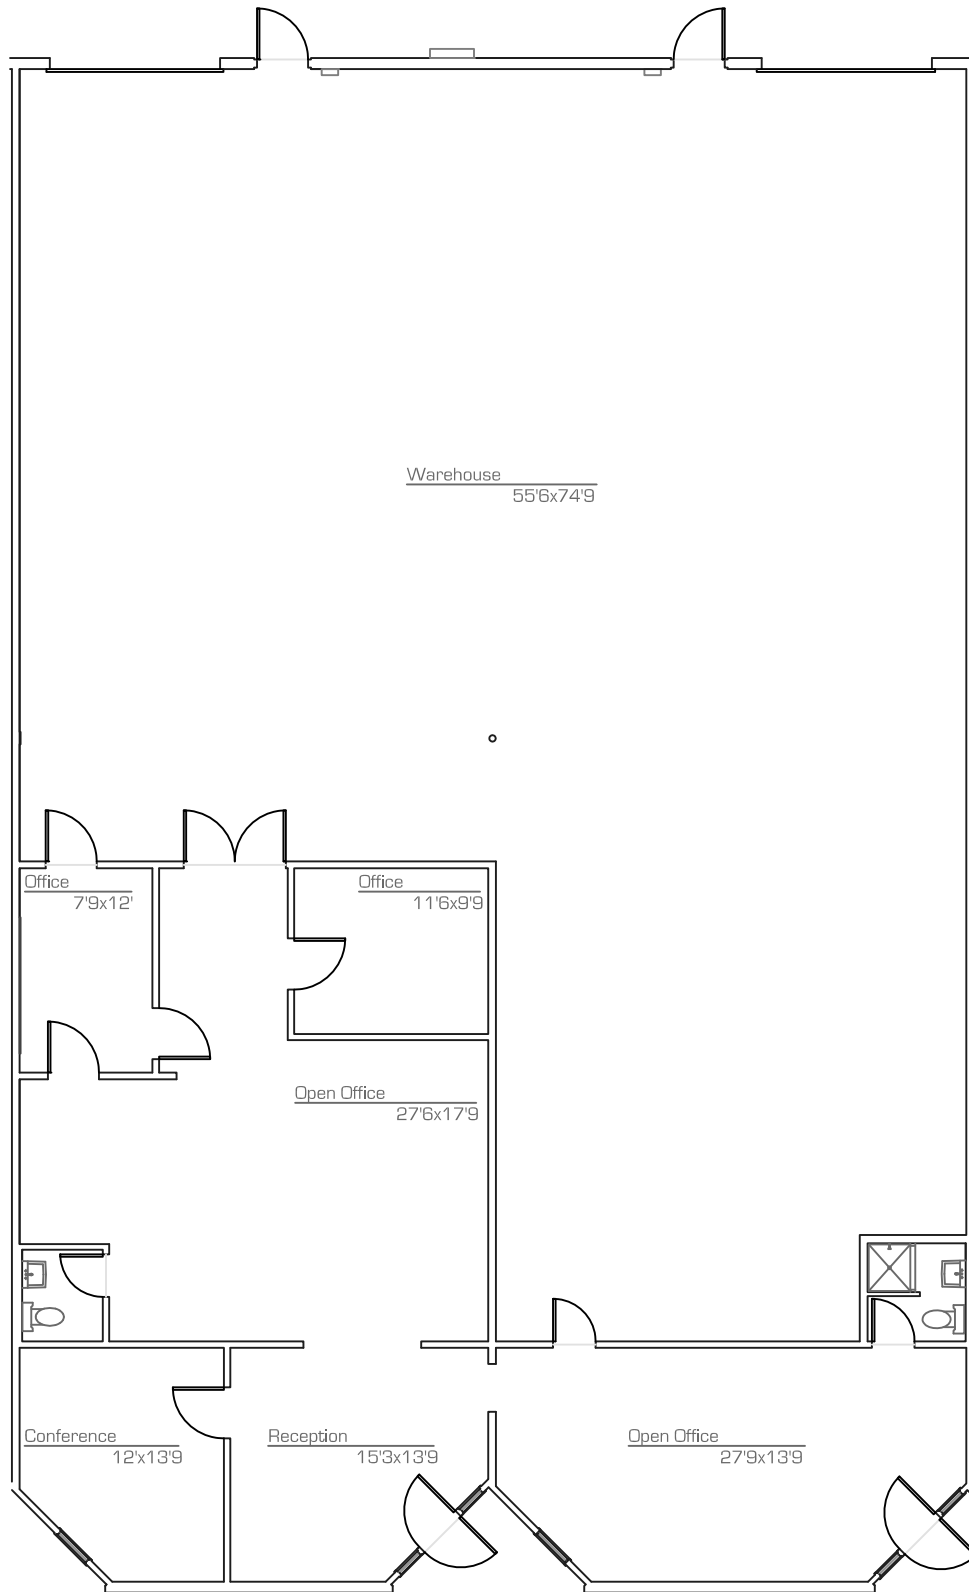 Warehouse
55'6x74'9
Office
7'9x12'
Office
11'6x9'9
Open Office
27'6x17'9
Conference
12'x13'9
Reception
15'3x13'9
Open Office
27'9x13'9